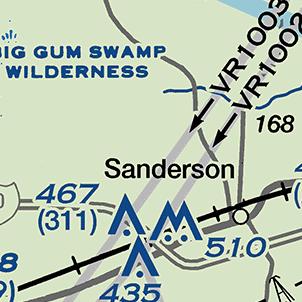 BIG GUM SWAMP
WILDERNESS
VR1003
VR1002
168
Sanderson
467
(311)
510
435